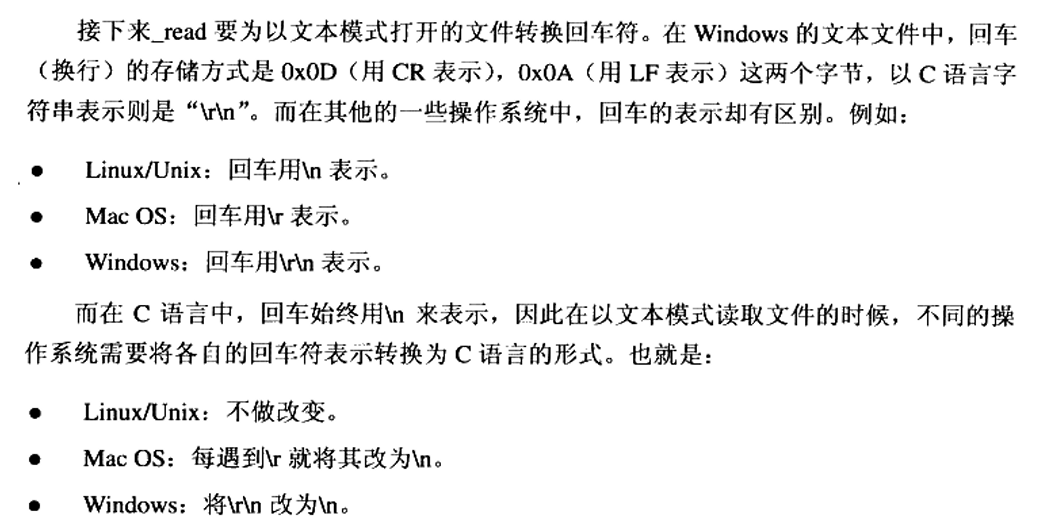 接下来_read 要为以文本模式打开的文件转换回车符。在 Windows 的文本文件中，回车
（换行）的存储方式是 0x0D（用 CR 表示），0x0A（用 LF 表示）这两个字节，以 C 语言字
符串表示则是“\r\n”。而在其他的一些操作系统中，回车的表示却有区别。例如：
● Linux/Unix：回车用\n 表示。
● Mac OS：回车用\r 表示。
● Windows：回车用\r\n 表示。
而在 C 语言中，回车始终用\n 来表示，因此在以文本模式读取文件的时候，不同的操
作系统需要将各自的回车符表示转换为 C 语言的形式。也就是：
● Linux/Unix：不做改变。
● Mac OS：每遇到\r 就将其改为\n。
● Windows：将\r\n 改为\n。